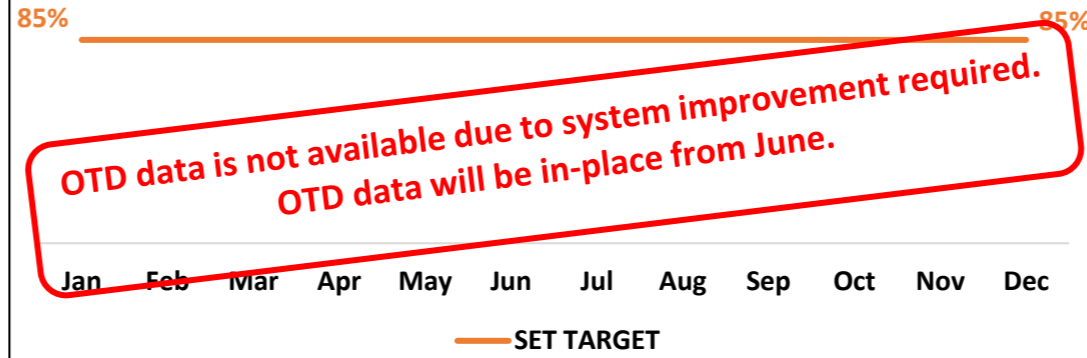 85% 85%
OTD data is not available due to system improvement required.
OTD data will be in-place from June.
Jan Feb Mar Apr May Jun Jul Aug Sep Oct Nov Dec
SET TARGET